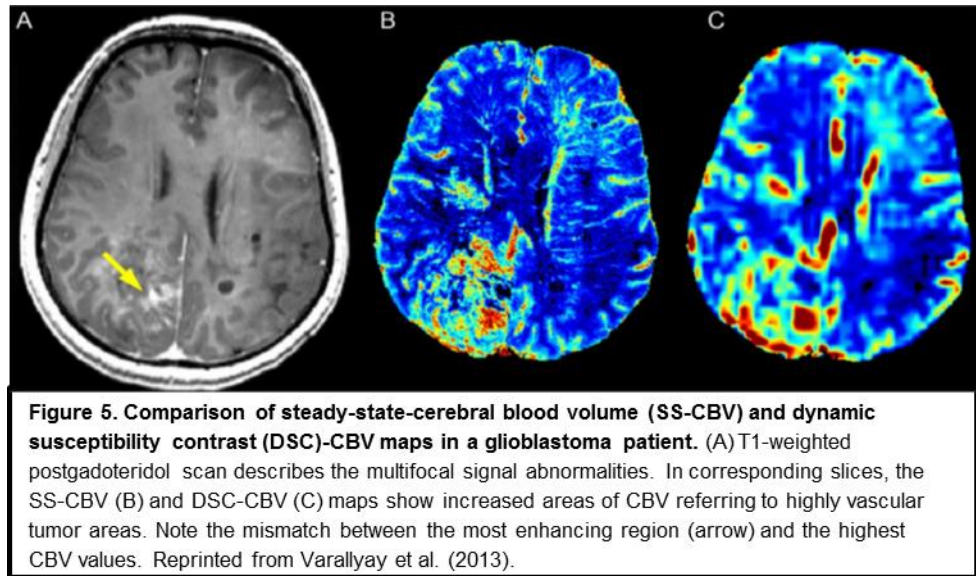 A B C
Figure 5. Comparison of steady-state-cerebral blood volume (SS-CBV) and dynamic
susceptibility contrast (DSC)-CBV maps in a glioblastoma patient. (A) T1-weighted
postgadoteridol scan describes the multifocal signal abnormalities. In corresponding slices, the
SS-CBV (B) and DSC-CBV (C) maps show increased areas of CBV referring to highly vascular
tumor areas. Note the mismatch between the most enhancing region (arrow) and the highest
CBV values. Reprinted from Varallyay et al. (2013).